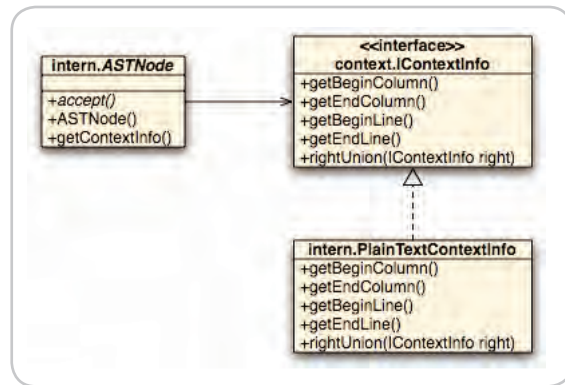 intern.ASTNode
+accept()
+ASTNode()
+getContextInfo()
<<interface>>
context.IContextInfo
+getBeginColumn()
+getEndColumn()
+getBeginLine()
+getEndLine()
+rightUnion(IContextInfo right)
intern.PlainTextContextInfo
+getBeginColumn()
+getEndColumn()
+getBeginLine()
+getEndLine()
+rightUnion(IContextInfo right)